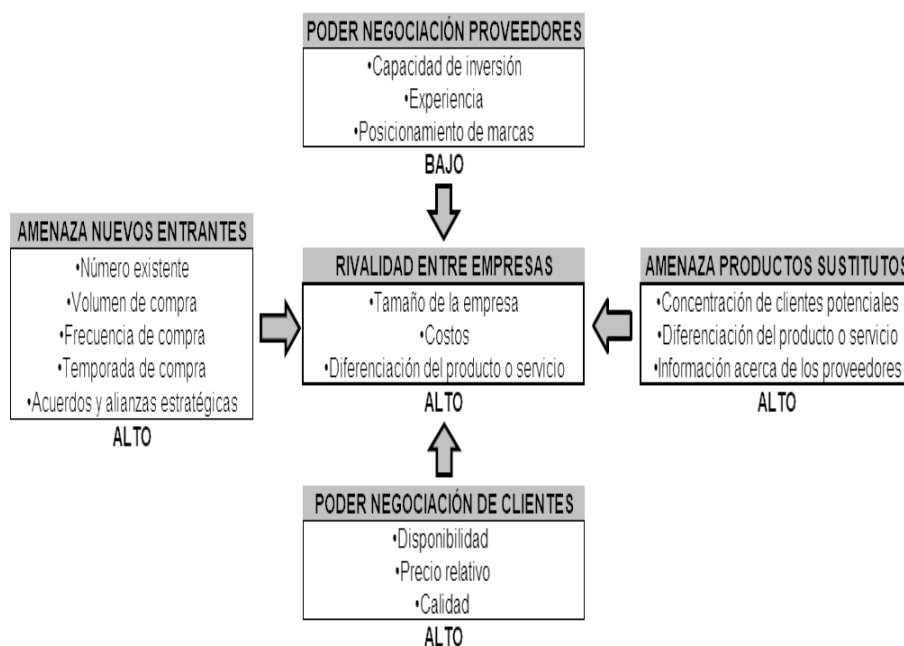 PODER NEGOCIACIÓN PROVEEDORES
•Capacidad de inversión
•Experiencia
•Posicionamiento de marcas
BAJO
AMENAZA NUEVOS ENTRANTES
•Número existente
•Volumen de compra
•Frecuencia de compra
•Temporada de compra
•Acuerdos y alianzas estratégicas
ALTO
RIVALIDAD ENTRE EMPRESAS
•Tamaño de la empresa
•Costos
•Diferenciación del producto o servicio
ALTO
AMENAZA PRODUCTOS SUSTITUTOS
•Concentración de clientes potenciales
•Diferenciación del producto o servicio
•Información acerca de los proveedores
ALTO
PODER NEGOCIACIÓN DE CLIENTES
•Disponibilidad
•Precio relativo
•Calidad
ALTO